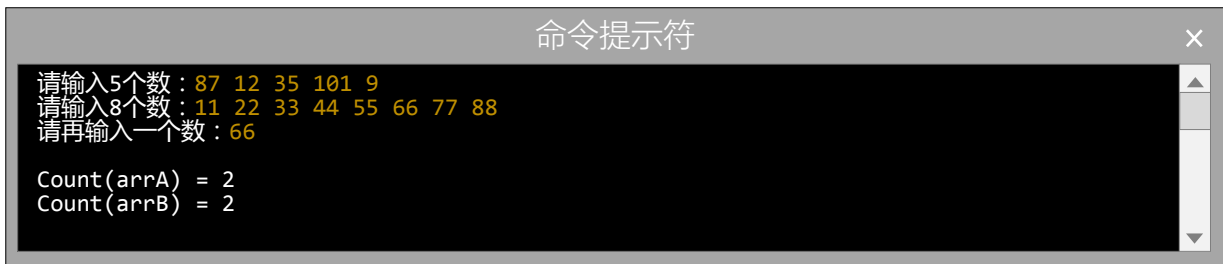 命令提示符
×
请输入5个数：87 12 35 101 9
请输入8个数：11 22 33 44 55 66 77 88
请再输入一个数：66
Count(arrA) = 2
Count(arrB) = 2